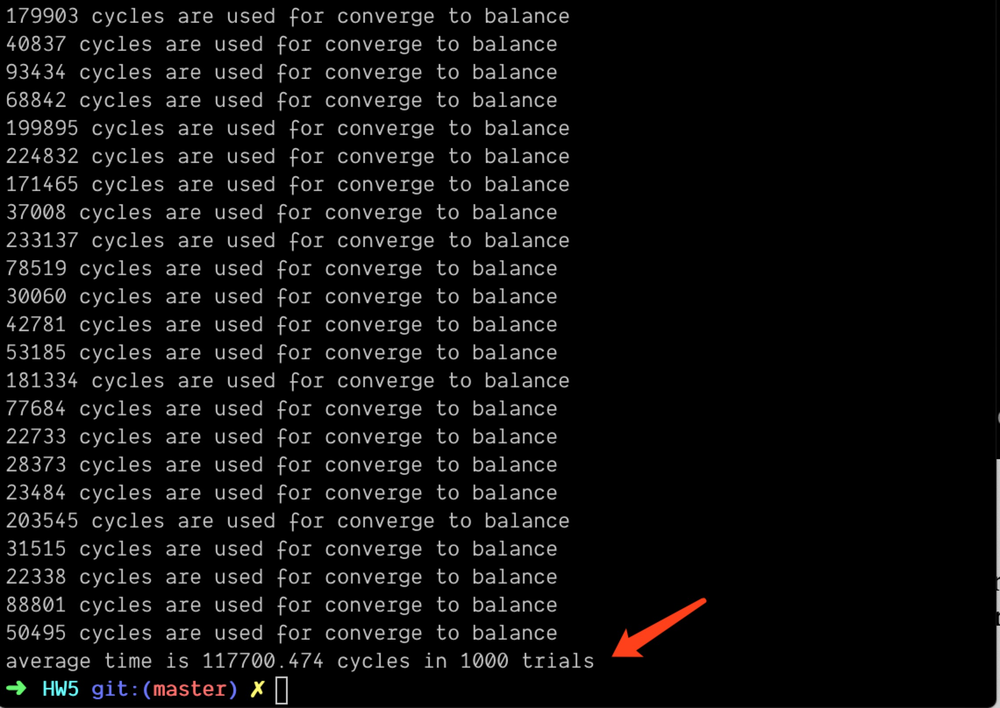 179903 cycles are used for converge to balance
40837 cycles are used for converge to balance
93434 cycles are used for converge to balance
68842 cycles are used for converge to balance
199895 cycles are used for converge to balance
224832 cycles are used for converge to balance
171465 cycles are used for converge to balance
37008 cycles are used for converge to balance
233137 cycles are used for converge to balance
78519 cycles are used for converge to balance
30060 cycles are used for converge to balance
42781 cycles are used for converge to balance
53185 cycles are used for converge to balance
181334 cycles are used for converge to balance
77684 cycles are used for converge to balance
22733 cycles are used for converge to balance
28373 cycles are used for converge to balance
23484 cycles are used for converge to balance
203545 cycles are used for converge to balance
31515 cycles are used for converge to balance
22338 cycles are used for converge to balance
88801 cycles are used for converge to balance
50495 cycles are used for converge to balance
average time is 117700.474 cycles in 1000 trials
➜ HW5 git:(master) ✗